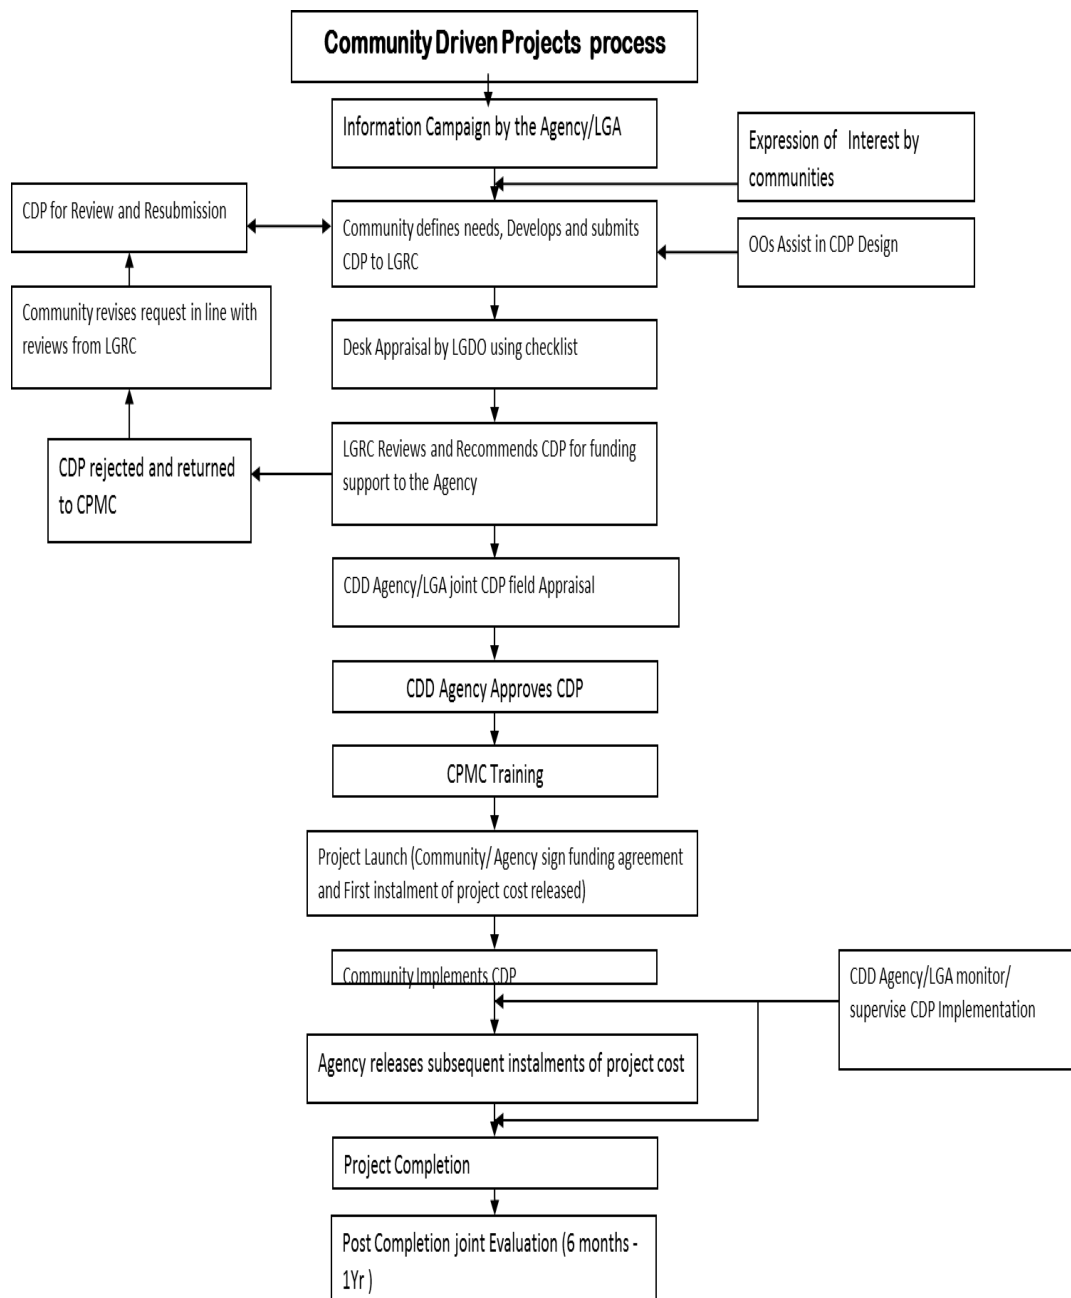 Community Driven Projects process
Information Campaign by the Agency/LGA
Expression of Interest by
communities
CDP for Review and Resubmission
Community defines needs, Develops and submits
CDP to LGRC
OOs Assist in CDP Design
Community revises request in line with
reviews from LGRC
Desk Appraisal by LGDO using checklist
CDP rejected and returned
to CPMC
LGRC Reviews and Recommends CDP for funding
support to the Agency
CDD Agency/LGA joint CDP field Appraisal
CDD Agency Approves CDP
CPMC Training
Project Launch (Community/ Agency sign funding agreement
and First instalment of project cost released)
Community Implements CDP
CDD Agency/LGA monitor/
supervise CDP Implementation
Agency releases subsequent instalments of project cost
Project Completion
Post Completion joint Evaluation (6 months -
1Yr )